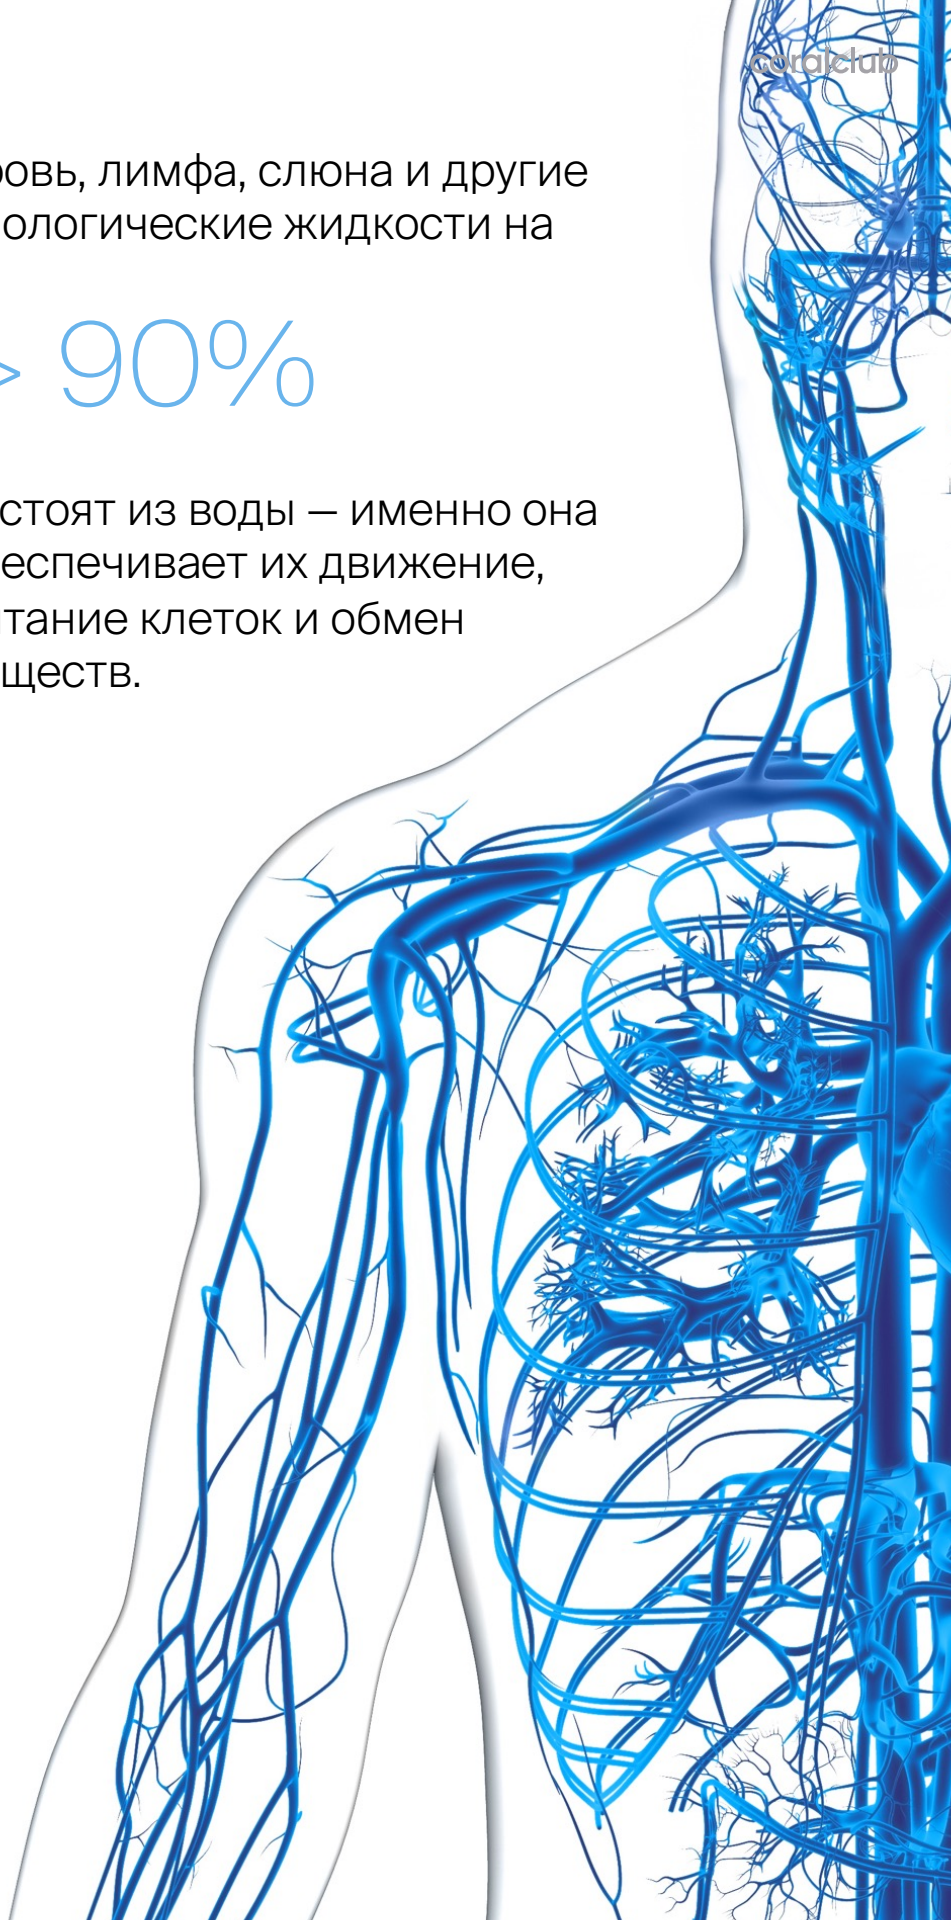 coralclub
овь, лимфа, слюна и другие
ологические жидкости на
> 90%
стоят из воды — именно она
еспечивает их движение,
тание клеток и обмен
ществ.